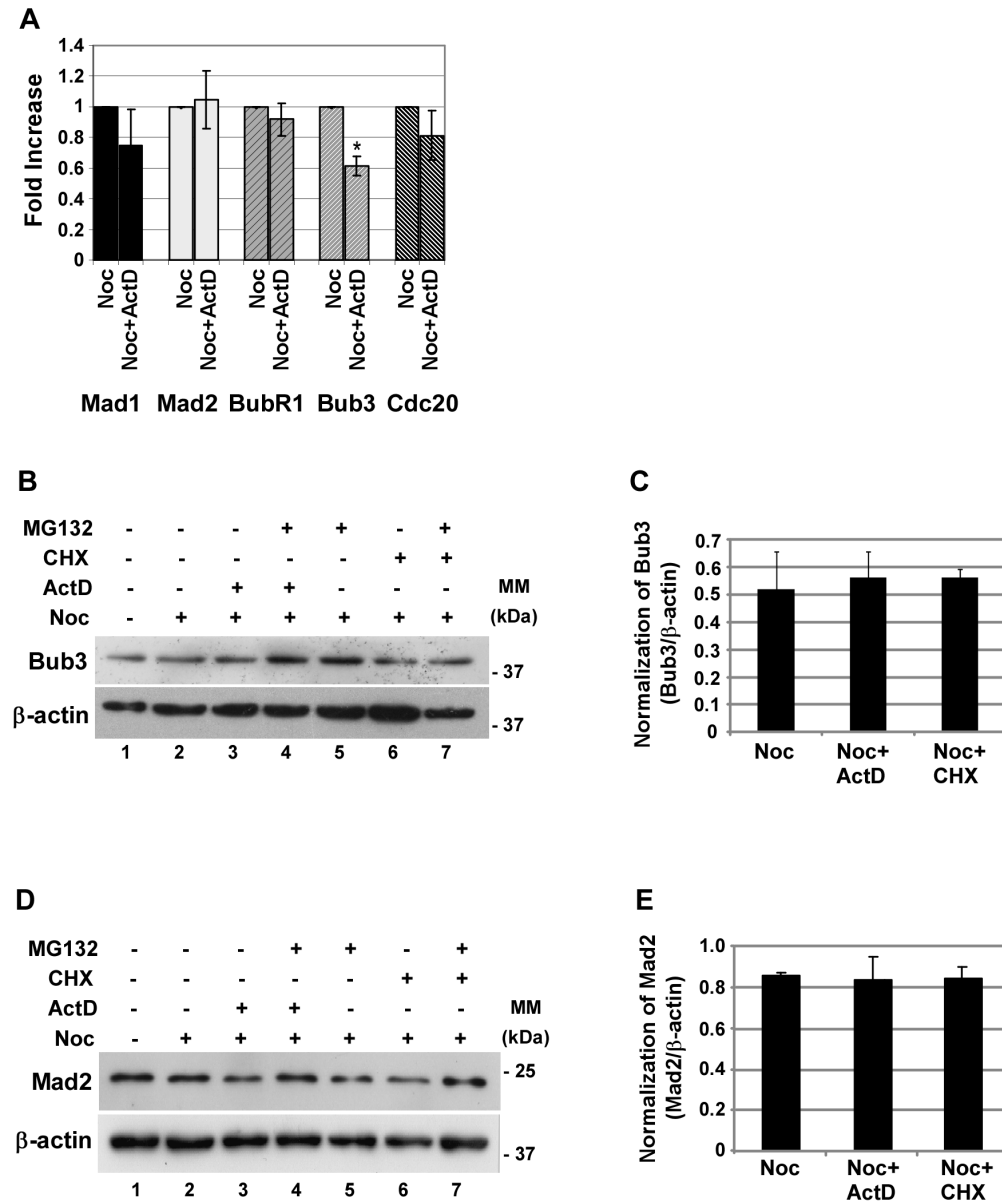 A
Fold Increase
1.4
1.2
1
0.8
0.6
0.4
0.2
0
*
Noc
Noc+ActD
Noc
Noc+ActD
Noc
Noc+ActD
Noc
Noc+ActD
Noc
Noc+ActD
Mad1 Mad2 BubR1 Bub3 Cdc20
B
MG132 - - - + + - +
CHX - - - - - + +
ActD - - + + - - - MM
Noc - + + + + + + (kDa)
Bub3 - 37
β-actin - 37
1 2 3 4 5 6 7
C
Normalization of Bub3
(Bub3/β-actin)
0.7
0.6
0.5
0.4
0.3
0.2
0.1
0
Noc Noc+ Noc+
ActD CHX
D
MG132 - - - + + - +
CHX - - - - - + +
ActD - - + + - - - MM
Noc - + + + + + + (kDa)
Mad2 - 25
β-actin - 37
1 2 3 4 5 6 7
E
Normalization of Mad2
(Mad2/β-actin)
1.0
0.8
0.6
0.4
0.2
0
Noc Noc+ Noc+
ActD CHX